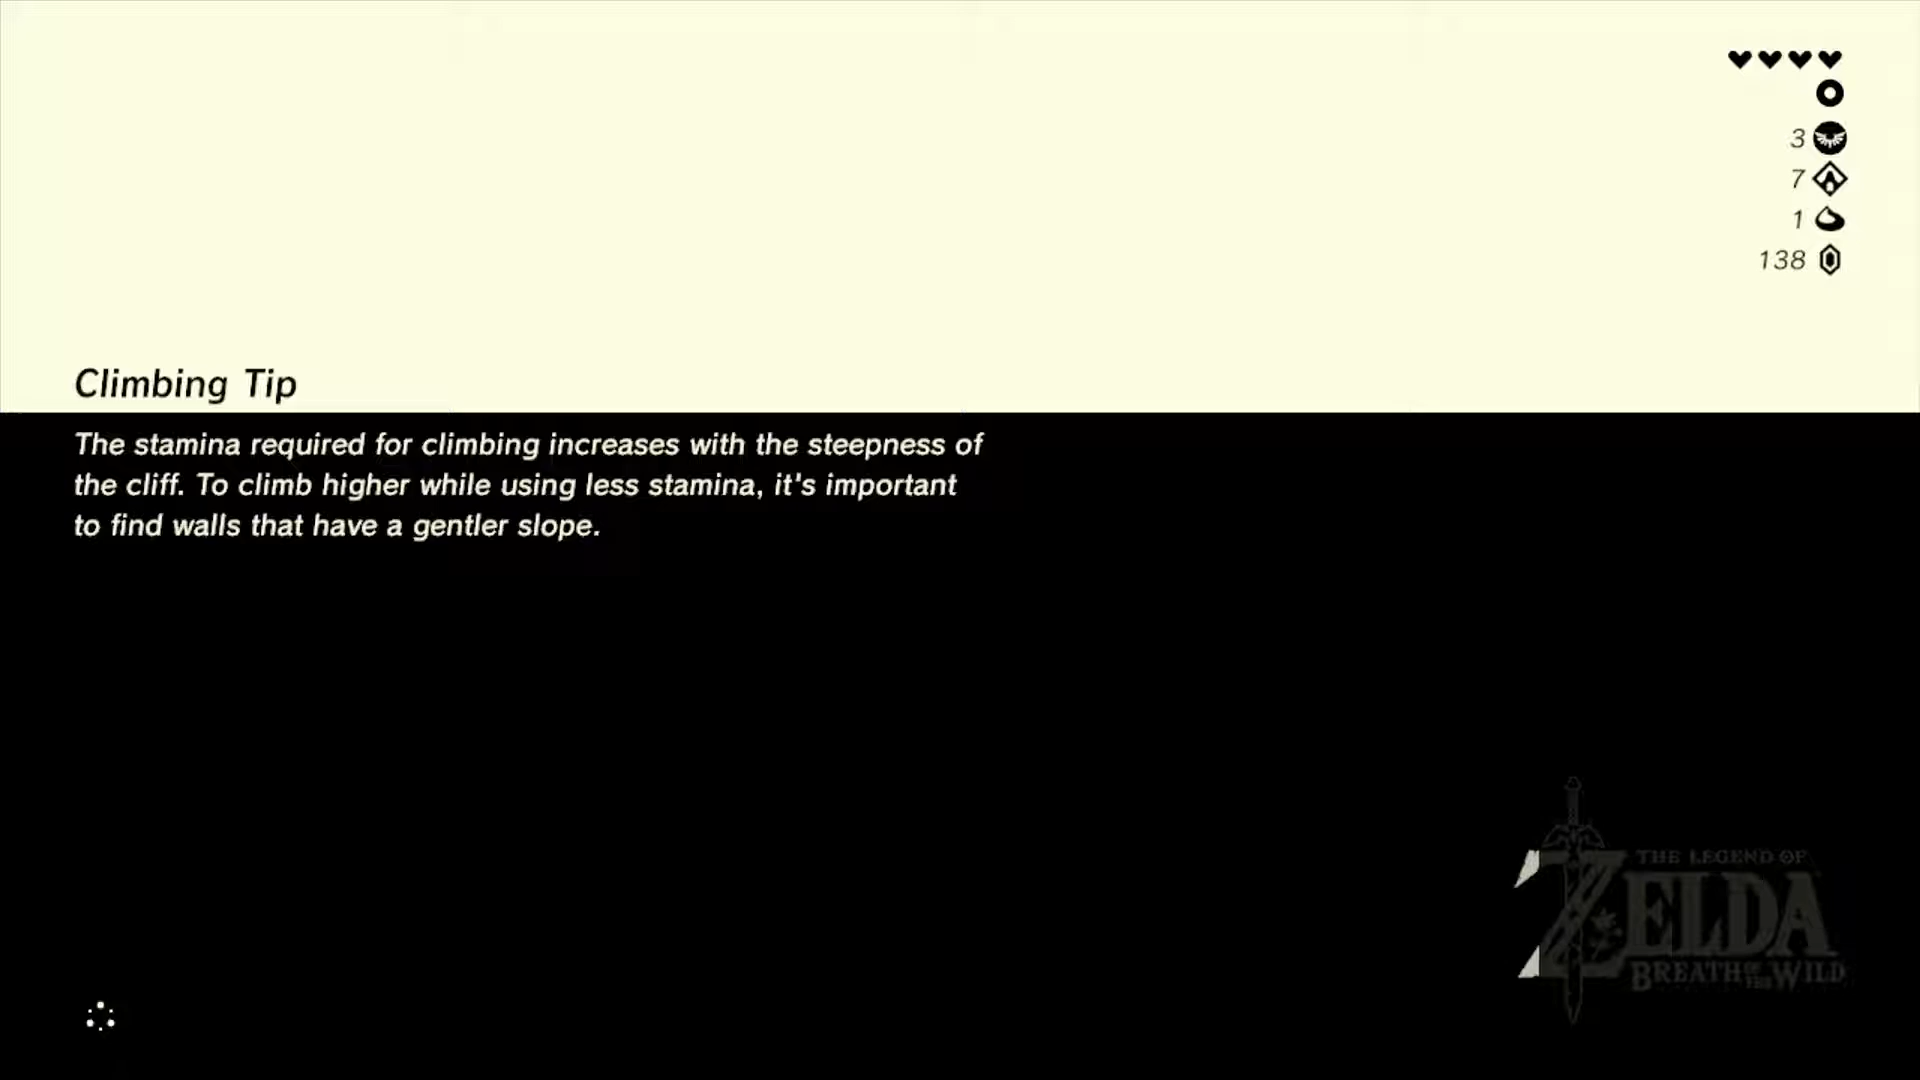 3
7
1
138
Climbing Tip
The stamina required for climbing increases with the steepness of
the cliff. To climb higher while using less stamina, it's important
to find walls that have a gentler slope.
THE LEGEND OF
ZELDA
BREATH OF THE WILD